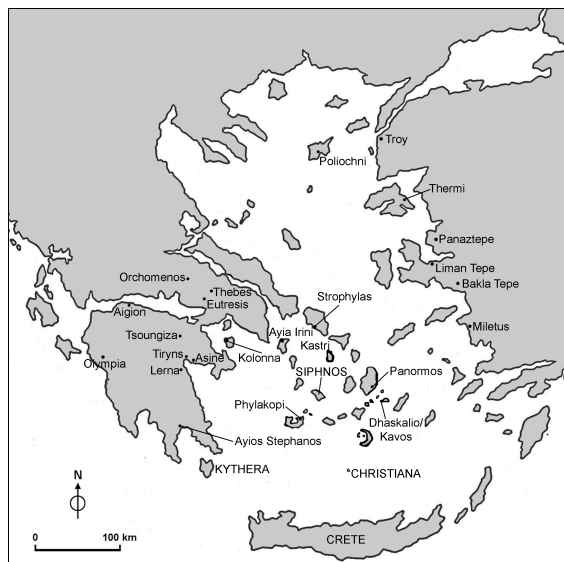 Troy
Poliochni
Thermi
Panaztepe
Liman Tepe
Orchomenos
Bakla Tepe
Thebes
Strophylas
Eutresis
Aigion
Miletus
Tsoungiza
Ayia Irini
Kastri
Tiryns
Asine
Kolonna
Olympia
Lerna
SIPHNOS
Panormos
Phylakopi
Dhaskalio/
Kavos
Ayios Stephanos
KYTHERA
CHRISTIANA
N
0
100 km
CRETE